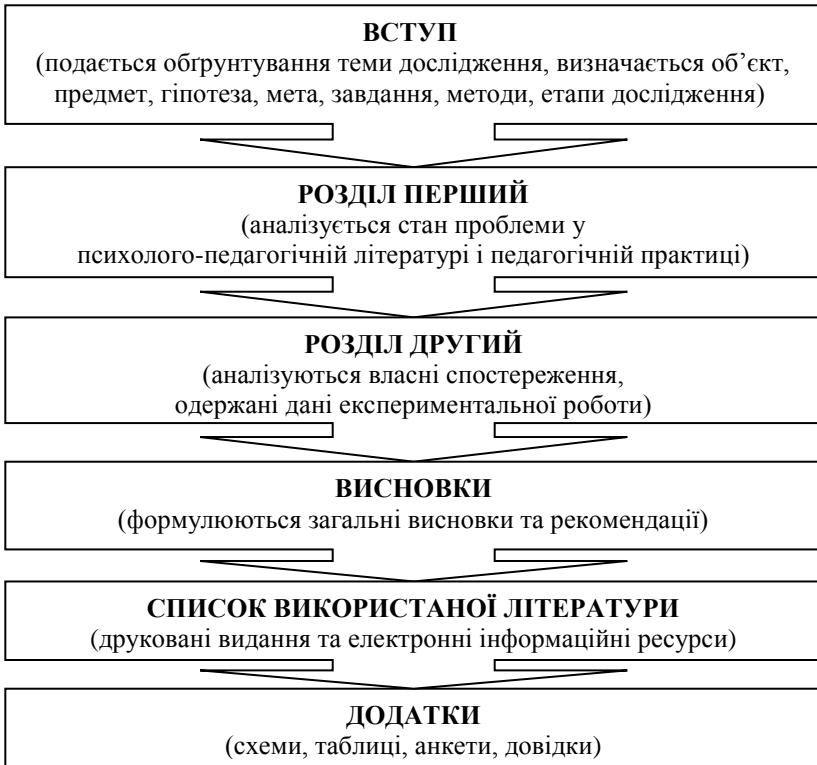 ВСТУП
(подається обґрунтування теми дослідження, визначається об’єкт,
предмет, гіпотеза, мета, завдання, методи, етапи дослідження)
РОЗДІЛ ПЕРШИЙ
(аналізується стан проблеми у
психолого-педагогічній літературі і педагогічній практиці)
РОЗДІЛ ДРУГИЙ
(аналізуються власні спостереження,
одержані дані експериментальної роботи)
ВИСНОВКИ
(формулюються загальні висновки та рекомендації)
СПИСОК ВИКОРИСТАНОЇ ЛІТЕРАТУРИ
(друковані видання та електронні інформаційні ресурси)
ДОДАТКИ
(схеми, таблиці, анкети, довідки)